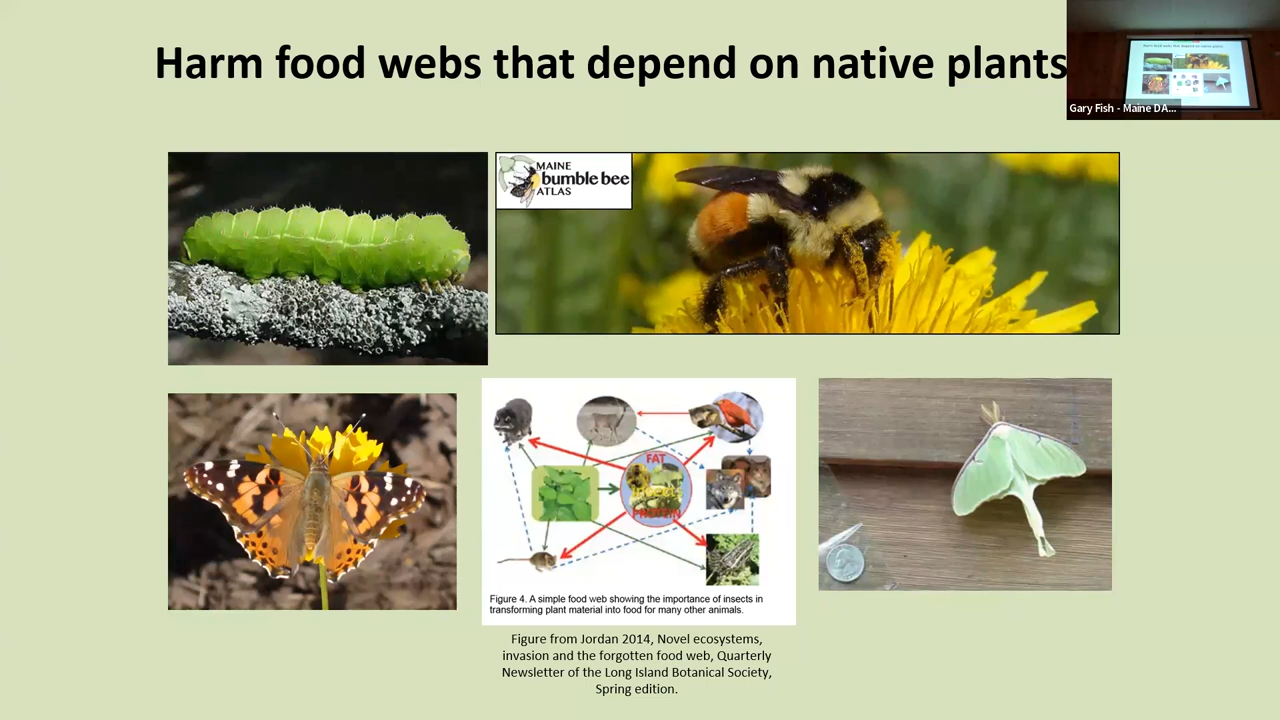 Harm food webs that depend on native plants
Gary Fish - Maine DA...
MAINE
bumble bee
ATLAS
FAT
PROTEIN
Figure 4. A simple food web showing the importance of insects in
transforming plant material into food for many other animals.
Figure from Jordan 2014, Novel ecosystems,
invasion and the forgotten food web, Quarterly
Newsletter of the Long Island Botanical Society,
Spring edition.